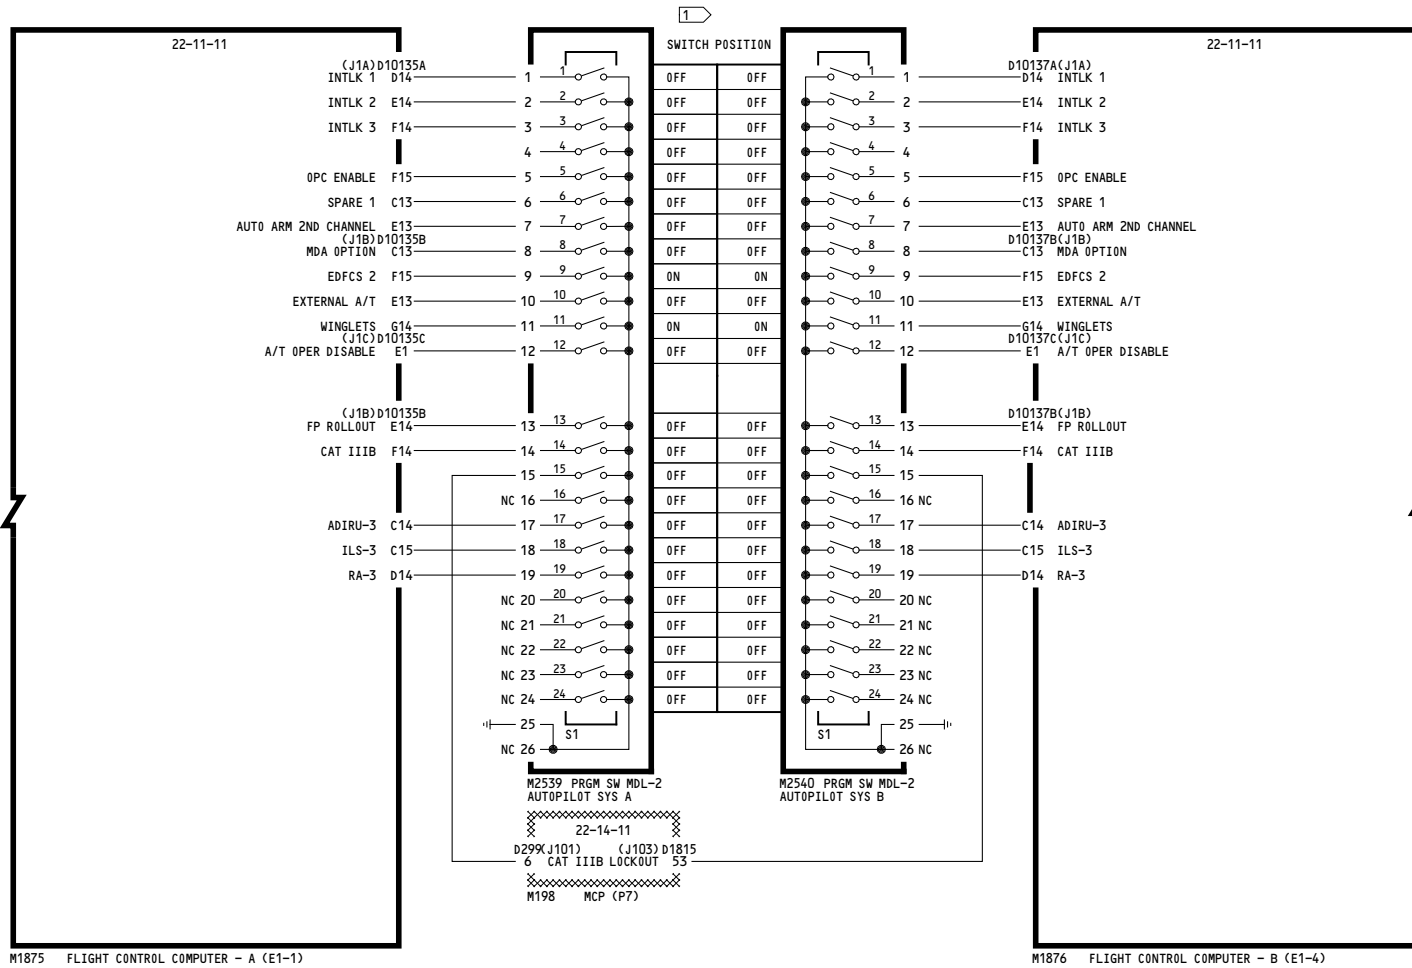 1
22-11-11 SWITCH POSITION 22-11-11
(J1A) D10135A D10137A (J1A)
INTLK 1 D14 1 1 OFF OFF 1 1 D14 INTLK 1
INTLK 2 E14 2 2 OFF OFF 2 2 E14 INTLK 2
INTLK 3 F14 3 3 OFF OFF 3 3 F14 INTLK 3
4 4 OFF OFF 4 4
OPC ENABLE F15 5 5 OFF OFF 5 5 F15 OPC ENABLE
SPARE 1 C13 6 6 OFF OFF 6 6 C13 SPARE 1
AUTO ARM 2ND CHANNEL E13 7 7 OFF OFF 7 7 E13 AUTO ARM 2ND CHANNEL
(J1B) D10135B D10137B (J1B)
MDA OPTION C13 8 8 OFF OFF 8 8 C13 MDA OPTION
EDFCS 2 F15 9 9 ON ON 9 9 F15 EDFCS 2
EXTERNAL A/T E13 10 10 OFF OFF 10 10 E13 EXTERNAL A/T
WINGLETS G14 11 11 ON ON 11 11 G14 WINGLETS
(J1C) D10135C D10137C (J1C)
A/T OPER DISABLE E1 12 12 OFF OFF 12 12 E1 A/T OPER DISABLE
(J1B) D10135B D10137B (J1B)
FP ROLLOUT E14 13 13 OFF OFF 13 13 E14 FP ROLLOUT
CAT IIIB F14 14 14 OFF OFF 14 14 F14 CAT IIIB
15 15 OFF OFF 15 15
NC 16 16 OFF OFF 16 16 NC
ADIRU-3 C14 17 17 OFF OFF 17 17 C14 ADIRU-3
ILS-3 C15 18 18 OFF OFF 18 18 C15 ILS-3
RA-3 D14 19 19 OFF OFF 19 19 D14 RA-3
NC 20 20 OFF OFF 20 20 NC
NC 21 21 OFF OFF 21 21 NC
NC 22 22 OFF OFF 22 22 NC
NC 23 23 OFF OFF 23 23 NC
NC 24 24 OFF OFF 24 24 NC
25 25
S1 S1
NC 26 26 NC
M2539 PRGM SW MDL-2 M2540 PRGM SW MDL-2
AUTOPILOT SYS A AUTOPILOT SYS B
22-14-11
D299 (J101) (J103) D1815
6 CAT IIIB LOCKOUT 53
M198 MCP (P7)
M1875 FLIGHT CONTROL COMPUTER - A (E1-1) M1876 FLIGHT CONTROL COMPUTER - B (E1-4)